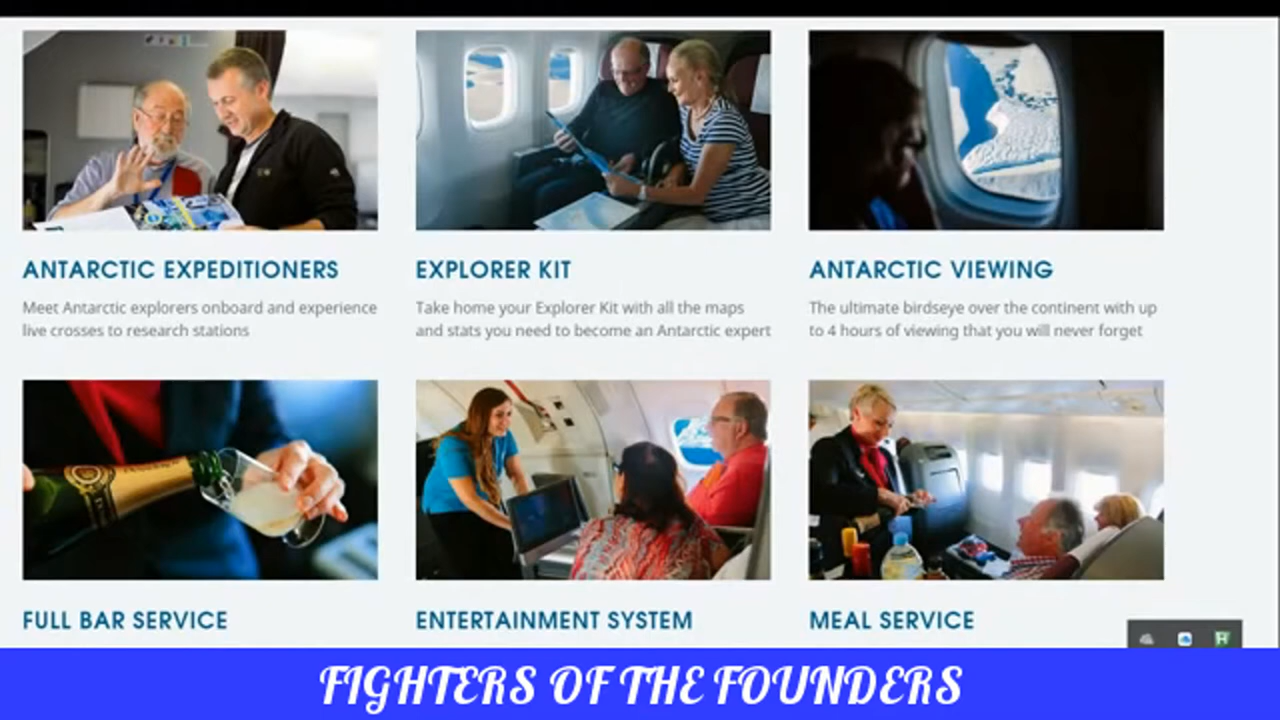 ANTARCTIC EXPEDITIONERS
Meet Antarctic explorers onboard and experience
live crosses to research stations
EXPLORER KIT
Take home your Explorer Kit with all the maps
and stats you need to become an Antarctic expert
ANTARCTIC VIEWING
The ultimate birdseye over the continent with up
to 4 hours of viewing that you will never forget
FULL BAR SERVICE
ENTERTAINMENT SYSTEM
MEAL SERVICE
FIGHTERS OF THE FOUNDERS